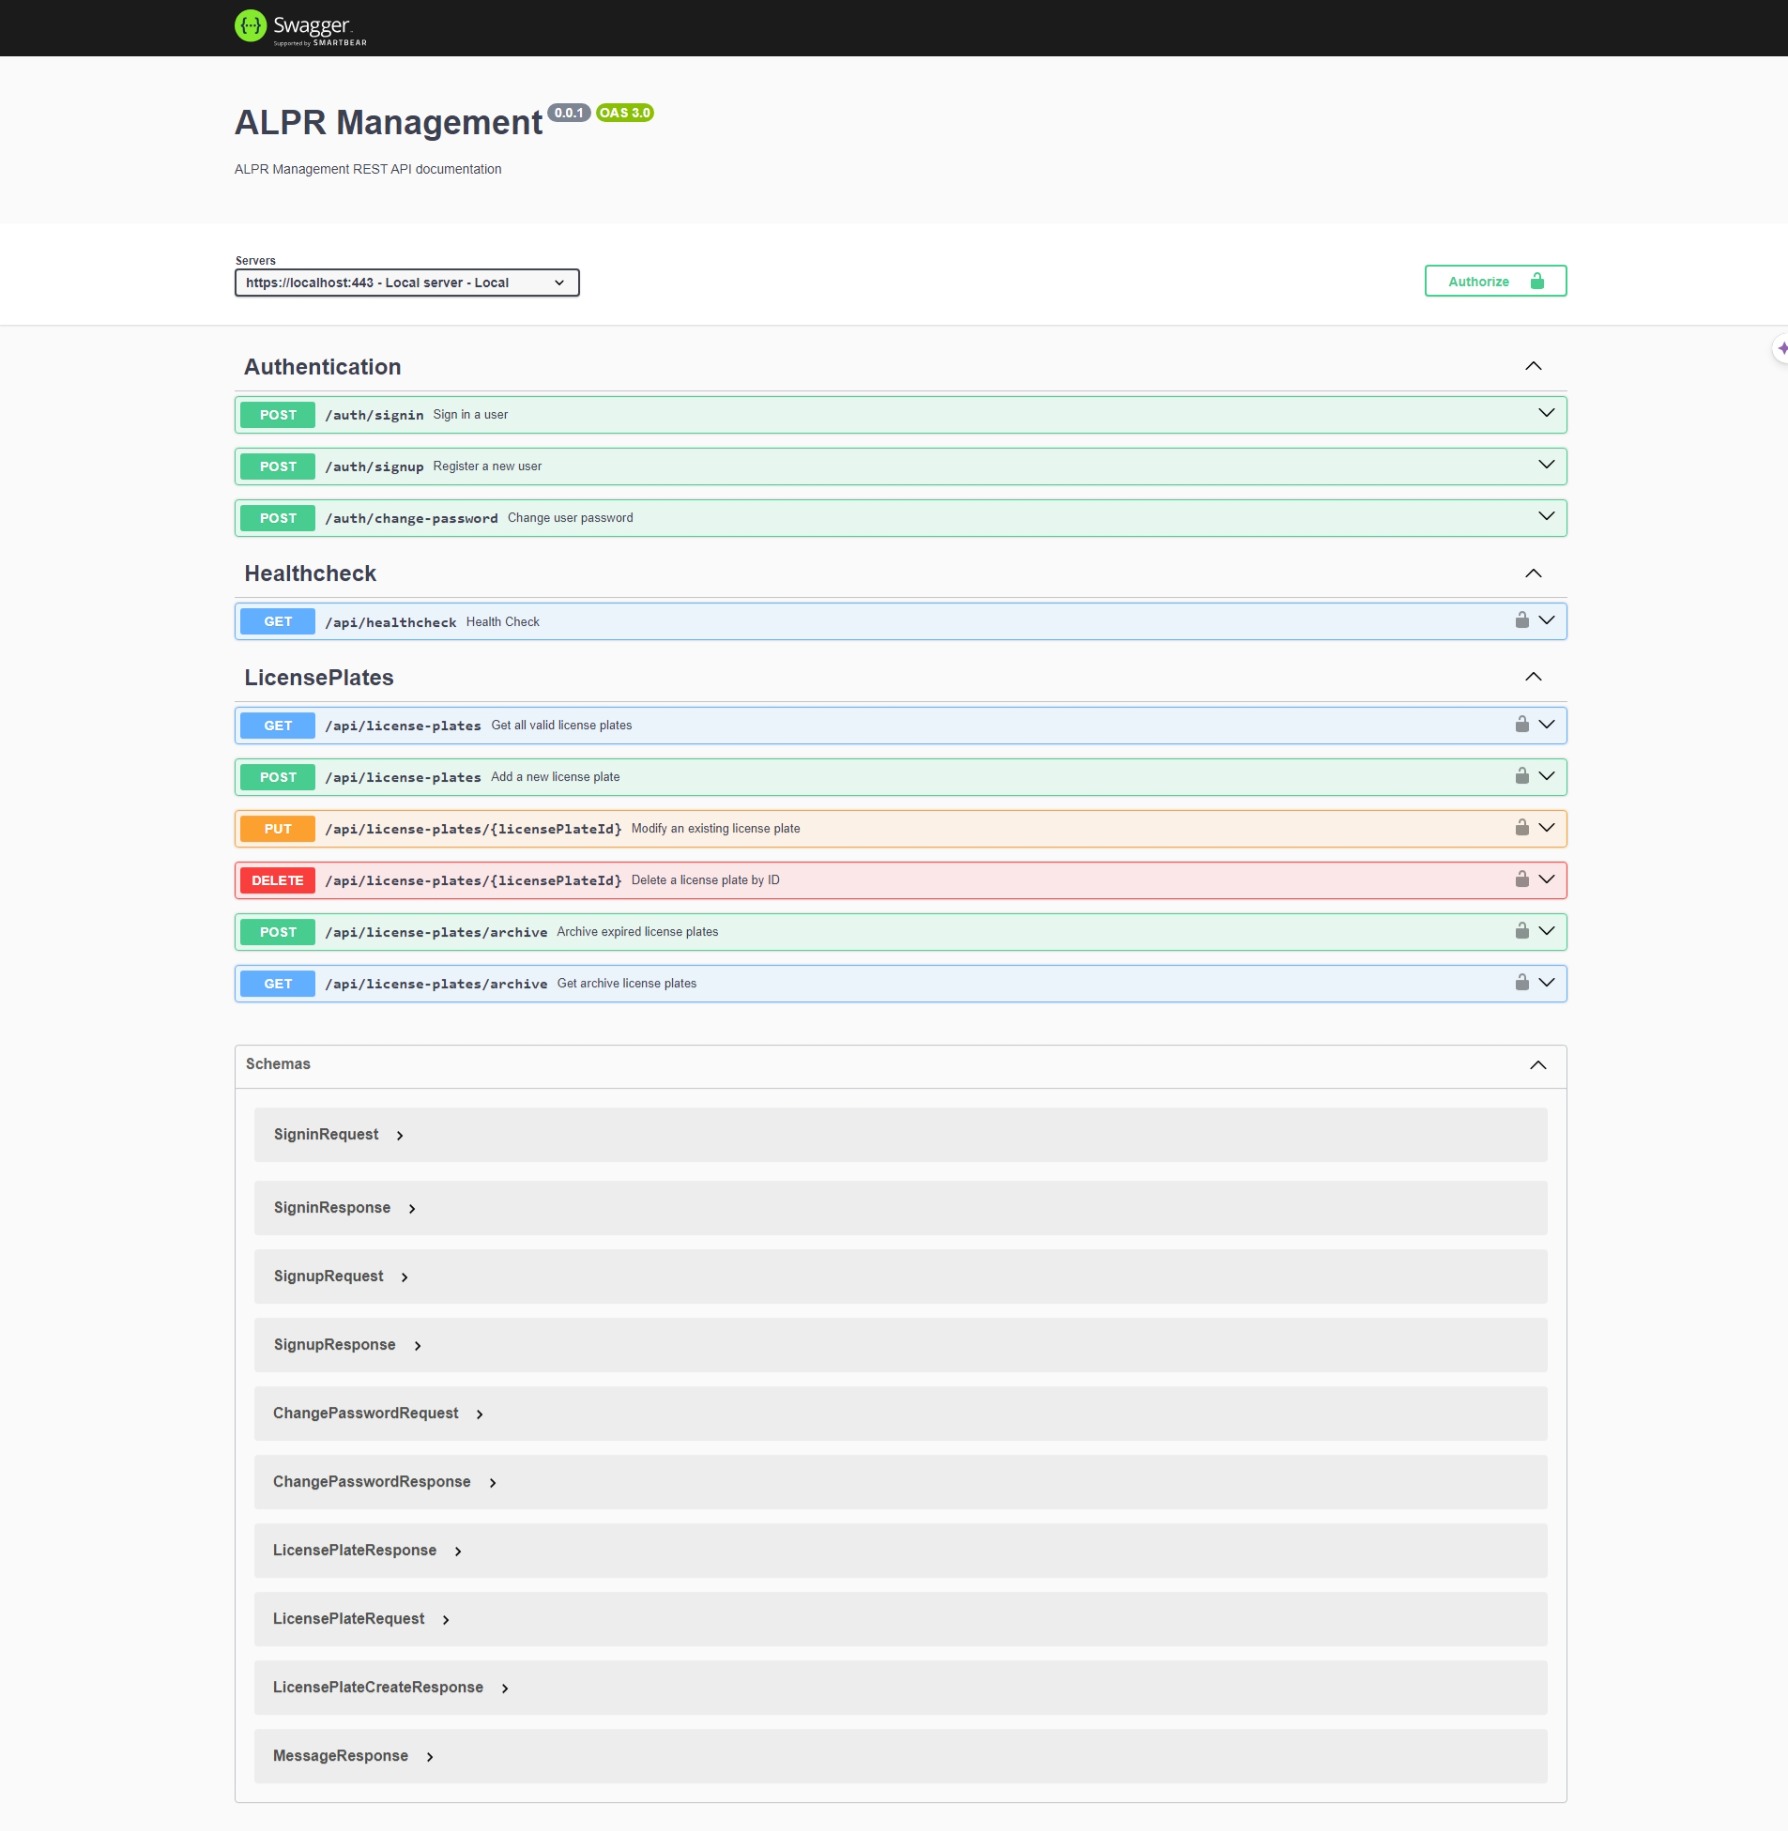 Swagger
Supported by SMARTBEAR
ALPR Management 0.0.1 OAS 3.0
ALPR Management REST API documentation
Servers
https://localhost:443 - Local server - Local
Authorize
Authentication
POST /auth/signin Sign in a user
POST /auth/signup Register a new user
POST /auth/change-password Change user password
Healthcheck
GET /api/healthcheck Health Check
LicensePlates
GET /api/license-plates Get all valid license plates
POST /api/license-plates Add a new license plate
PUT /api/license-plates/{licensePlateId} Modify an existing license plate
DELETE /api/license-plates/{licensePlateId} Delete a license plate by ID
POST /api/license-plates/archive Archive expired license plates
GET /api/license-plates/archive Get archive license plates
Schemas
SigninRequest
SigninResponse
SignupRequest
SignupResponse
ChangePasswordRequest
ChangePasswordResponse
LicensePlateResponse
LicensePlateRequest
LicensePlateCreateResponse
MessageResponse